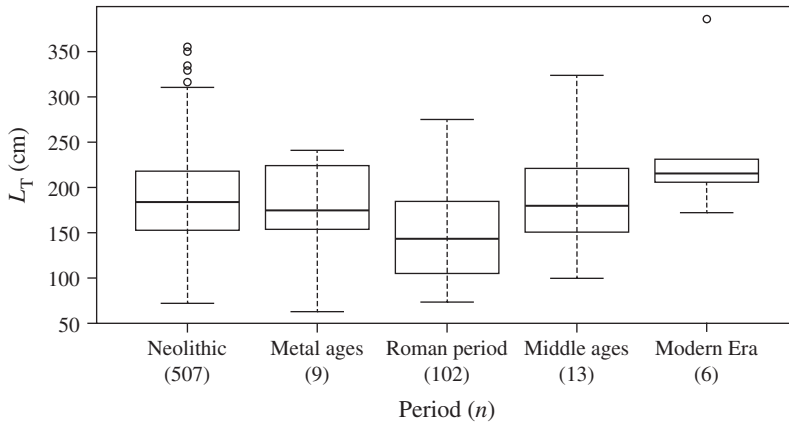 350
300
250
200
150
100
50
L_T (cm)
Neolithic Metal ages Roman period Middle ages Modern Era
(507) (9) (102) (13) (6)
Period (n)